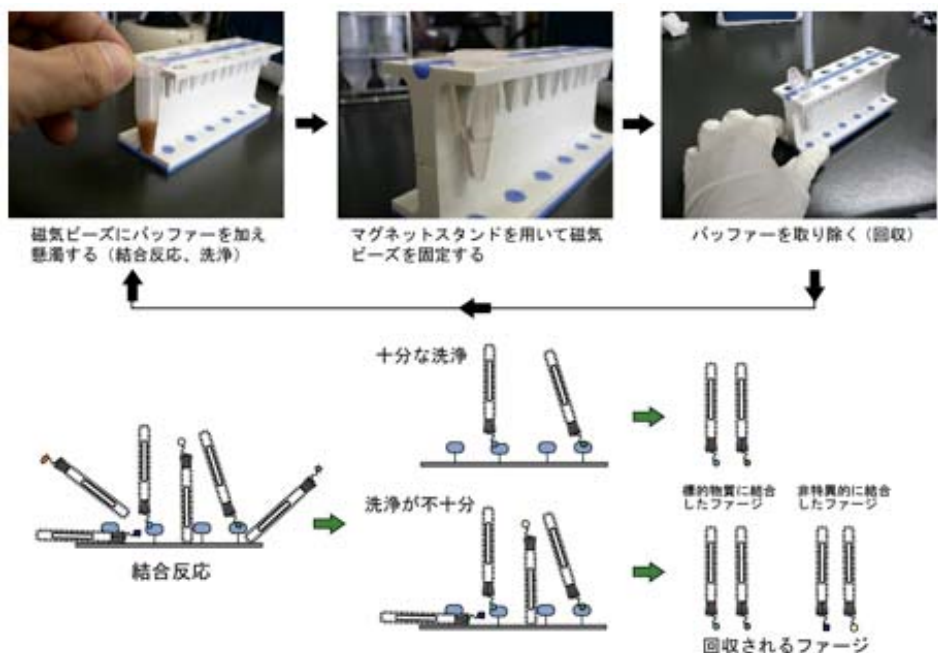 磁気ビーズにバッファーを加え
懸濁する（結合反応、洗浄）
マグネットスタンドを用いて磁気
ビーズを固定する
バッファーを取り除く（回収）
十分な洗浄
洗浄が不十分
結合反応
標的物質に結合
したファージ
非特異的に結合
したファージ
回収されるファージ